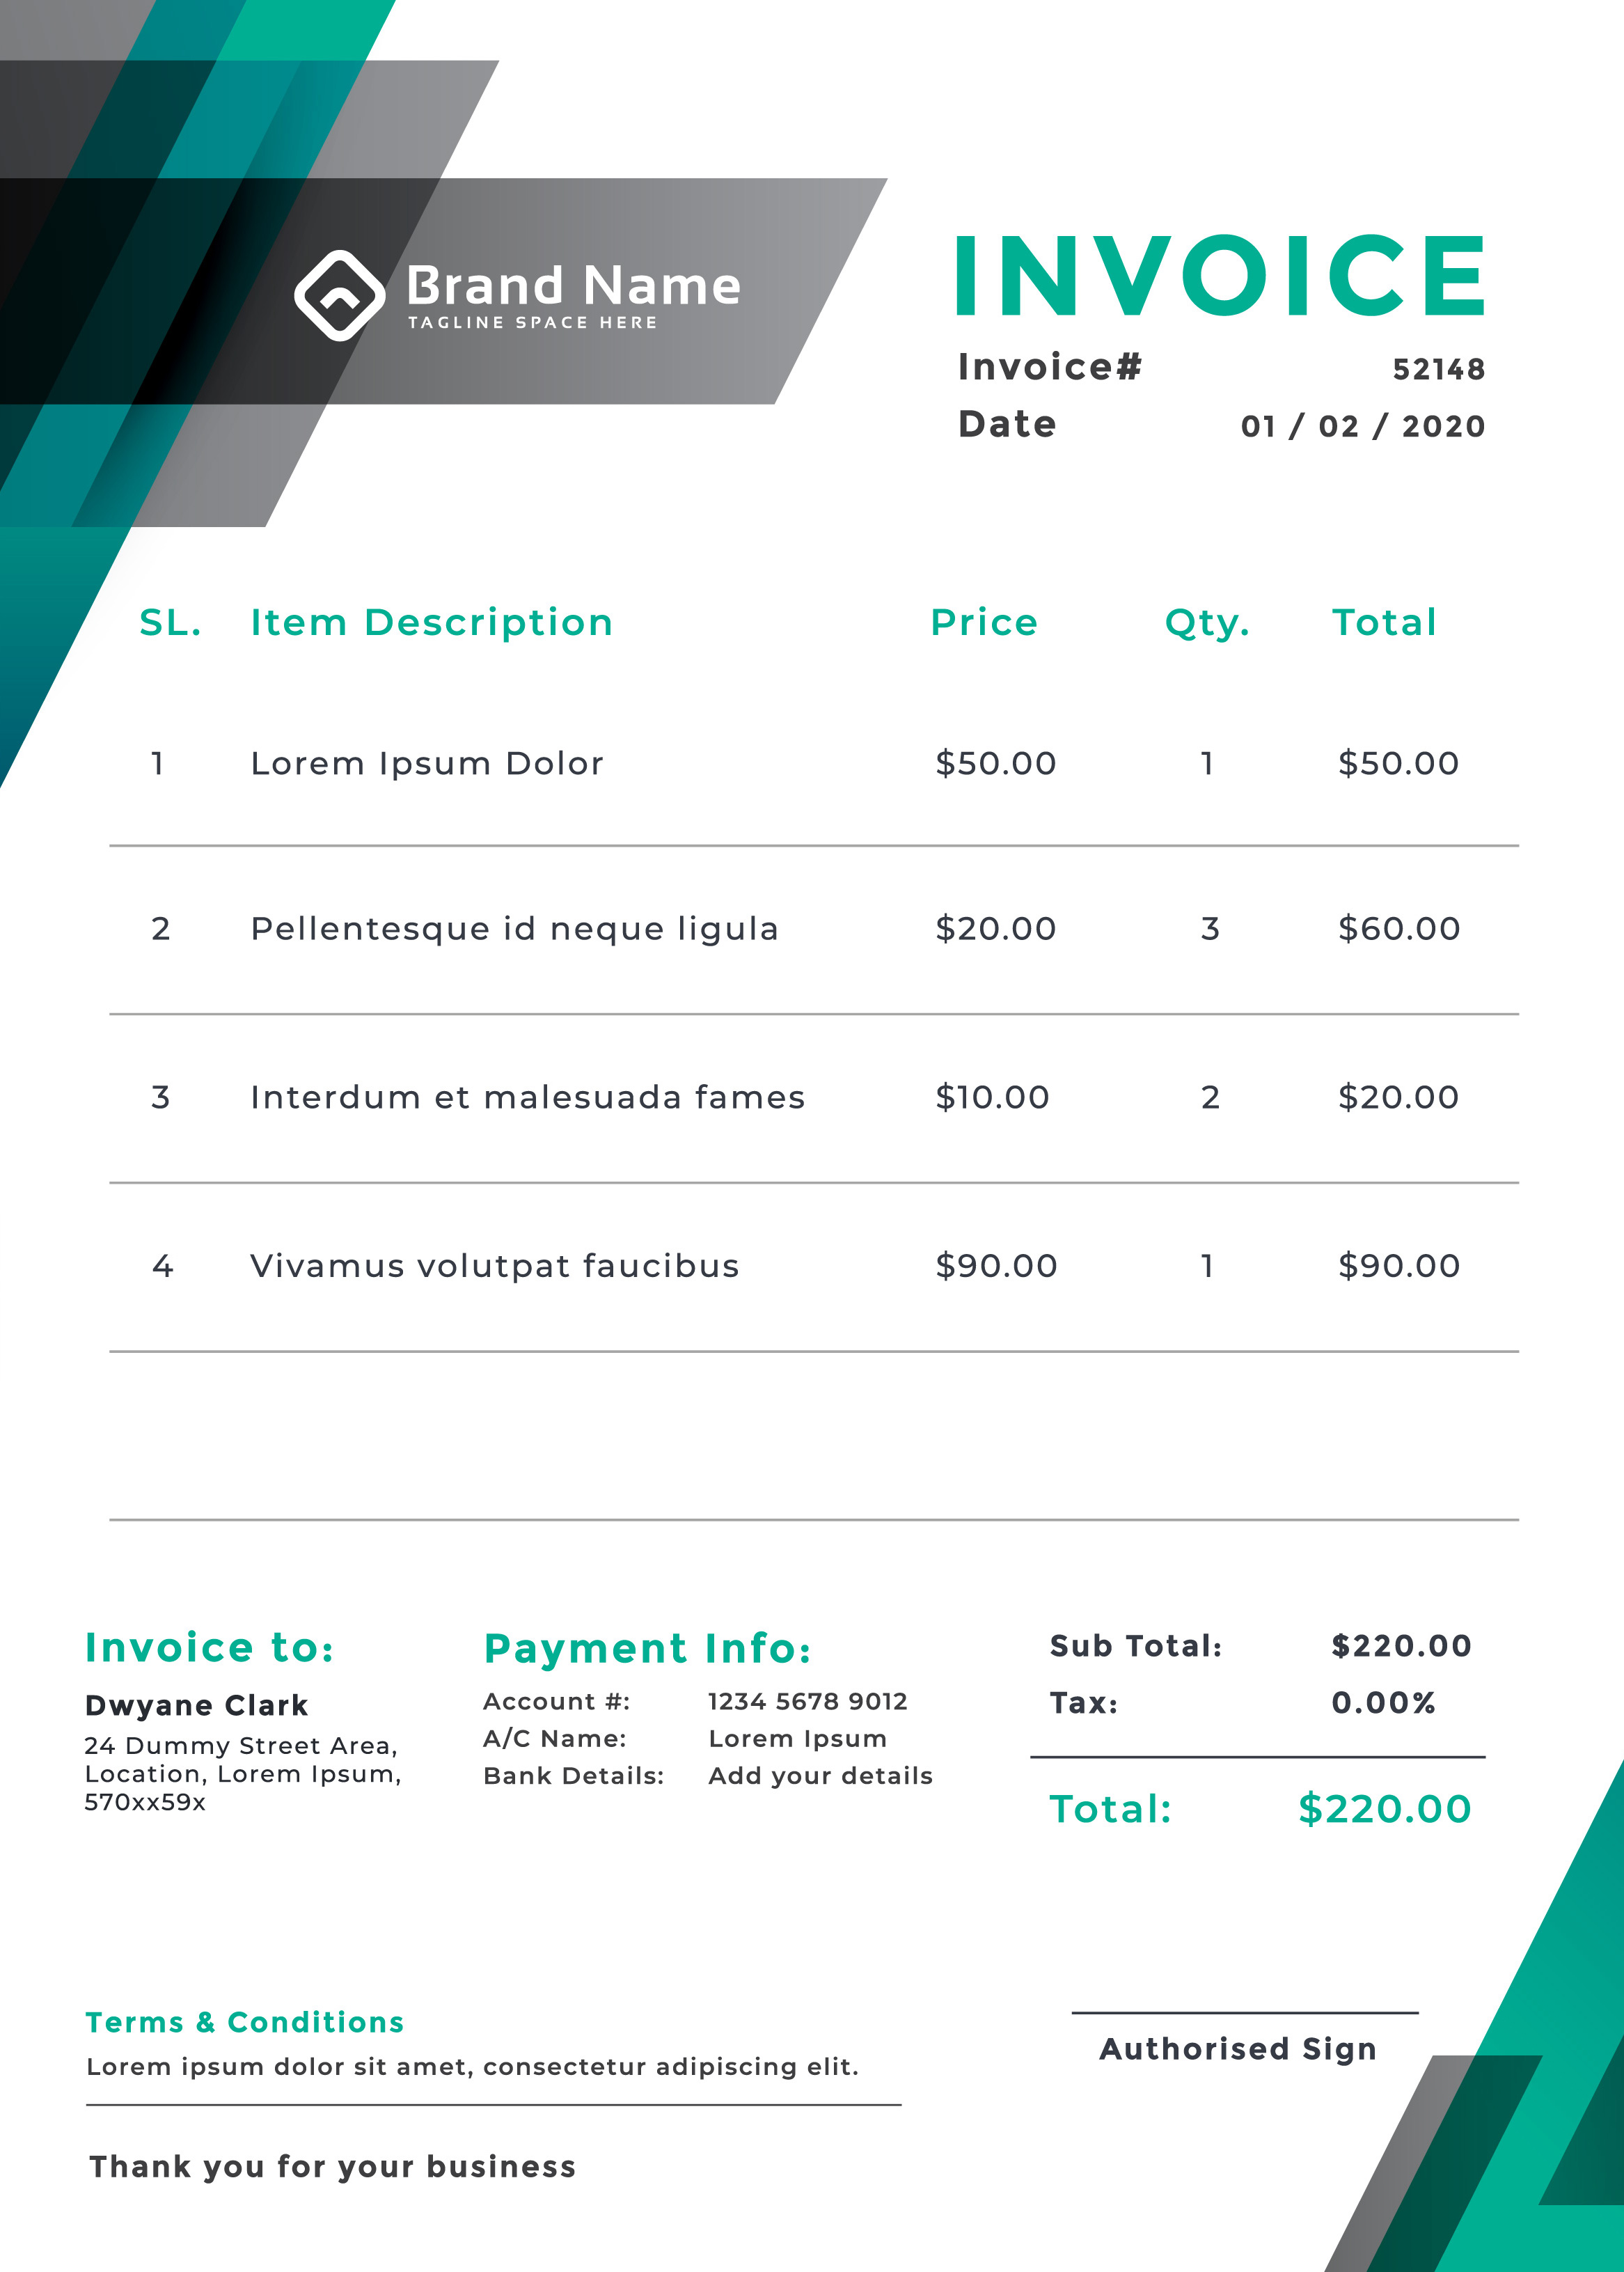 Brand Name
TAGLINE SPACE HERE
INVOICE
Invoice# 52148
Date 01 / 02 / 2020
SL. Item Description Price Qty. Total
1 Lorem Ipsum Dolor $50.00 1 $50.00
2 Pellentesque id neque ligula $20.00 3 $60.00
3 Interdum et malesuada fames $10.00 2 $20.00
4 Vivamus volutpat faucibus $90.00 1 $90.00
Invoice to:
Dwyane Clark
24 Dummy Street Area,
Location, Lorem Ipsum,
570xx59x
Payment Info:
Account #: 1234 5678 9012
A/C Name: Lorem Ipsum
Bank Details: Add your details
Sub Total: $220.00
Tax: 0.00%
Total: $220.00
Terms & Conditions
Lorem ipsum dolor sit amet, consectetur adipiscing elit.
Authorised Sign
Thank you for your business